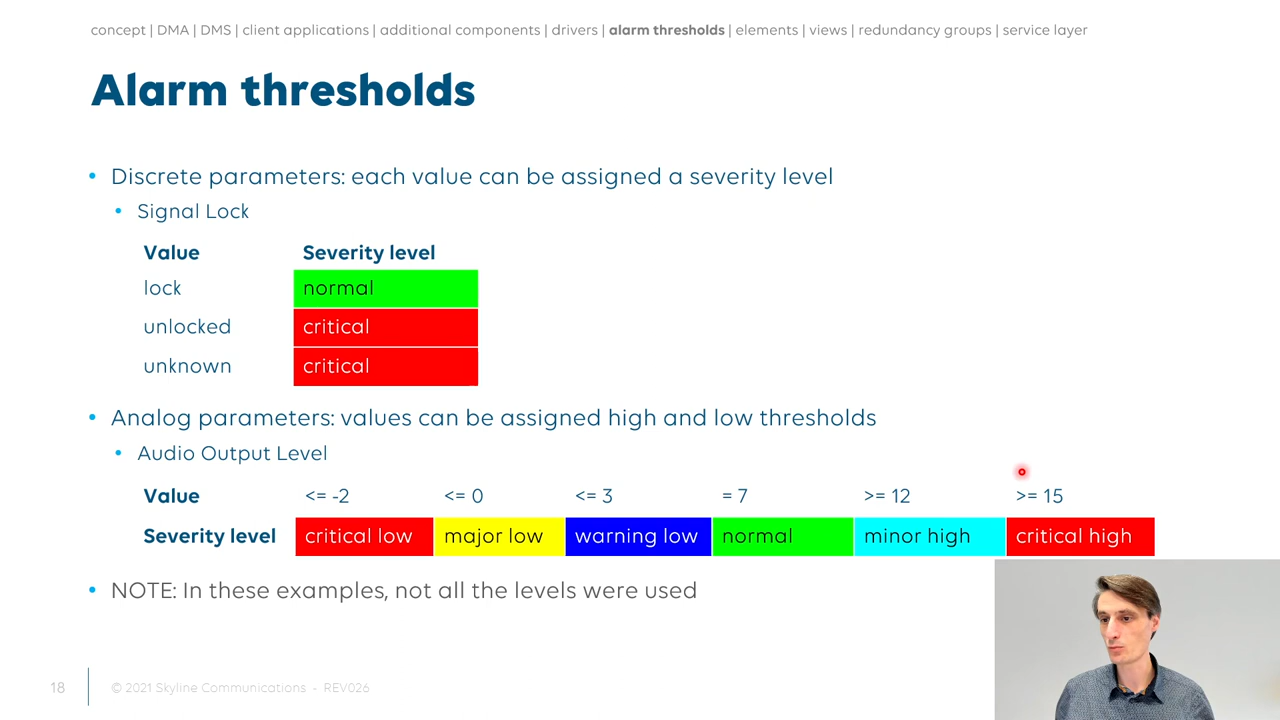 concept | DMA | DMS | client applications | additional components | drivers | alarm thresholds | elements | views | redundancy groups | service layer
Alarm thresholds
• Discrete parameters: each value can be assigned a severity level
• Signal Lock
Value Severity level
lock normal
unlocked critical
unknown critical
• Analog parameters: values can be assigned high and low thresholds
• Audio Output Level
Value <= -2 <= 0 <= 3 = 7 >= 12 >= 15
Severity level critical low major low warning low normal minor high critical high
• NOTE: In these examples, not all the levels were used
18 © 2021 Skyline Communications - REV026